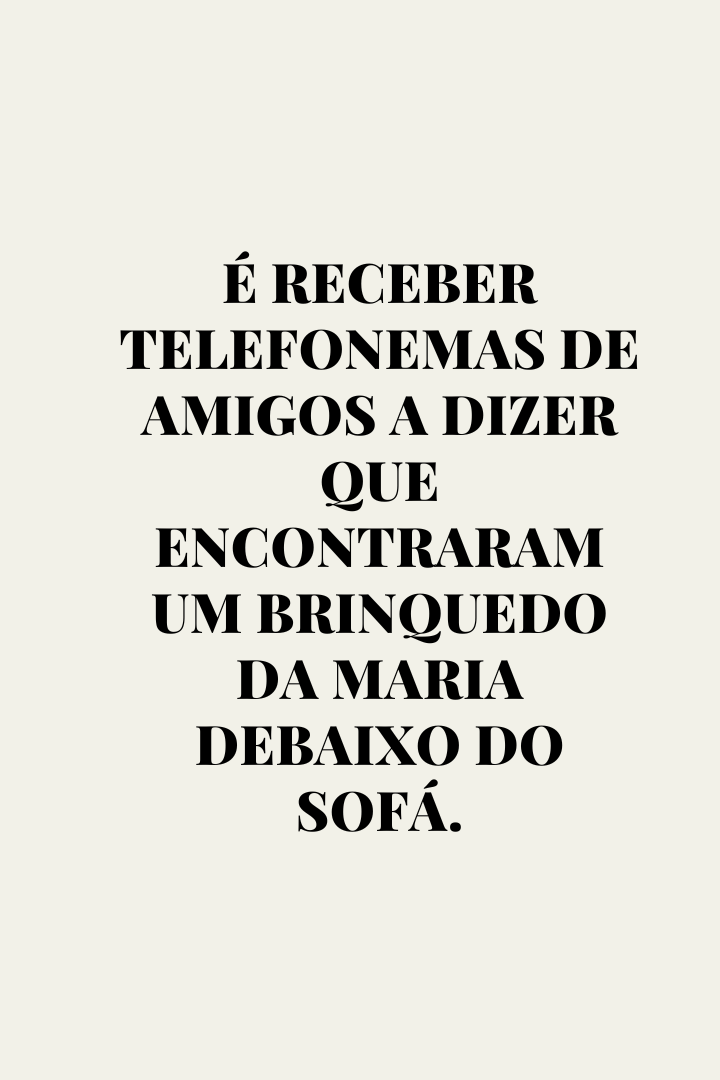 É RECEBER
TELEFONEMAS DE
AMIGOS A DIZER
QUE
ENCONTRARAM
UM BRINQUEDO
DA MARIA
DEBAIXO DO
SOFÁ.